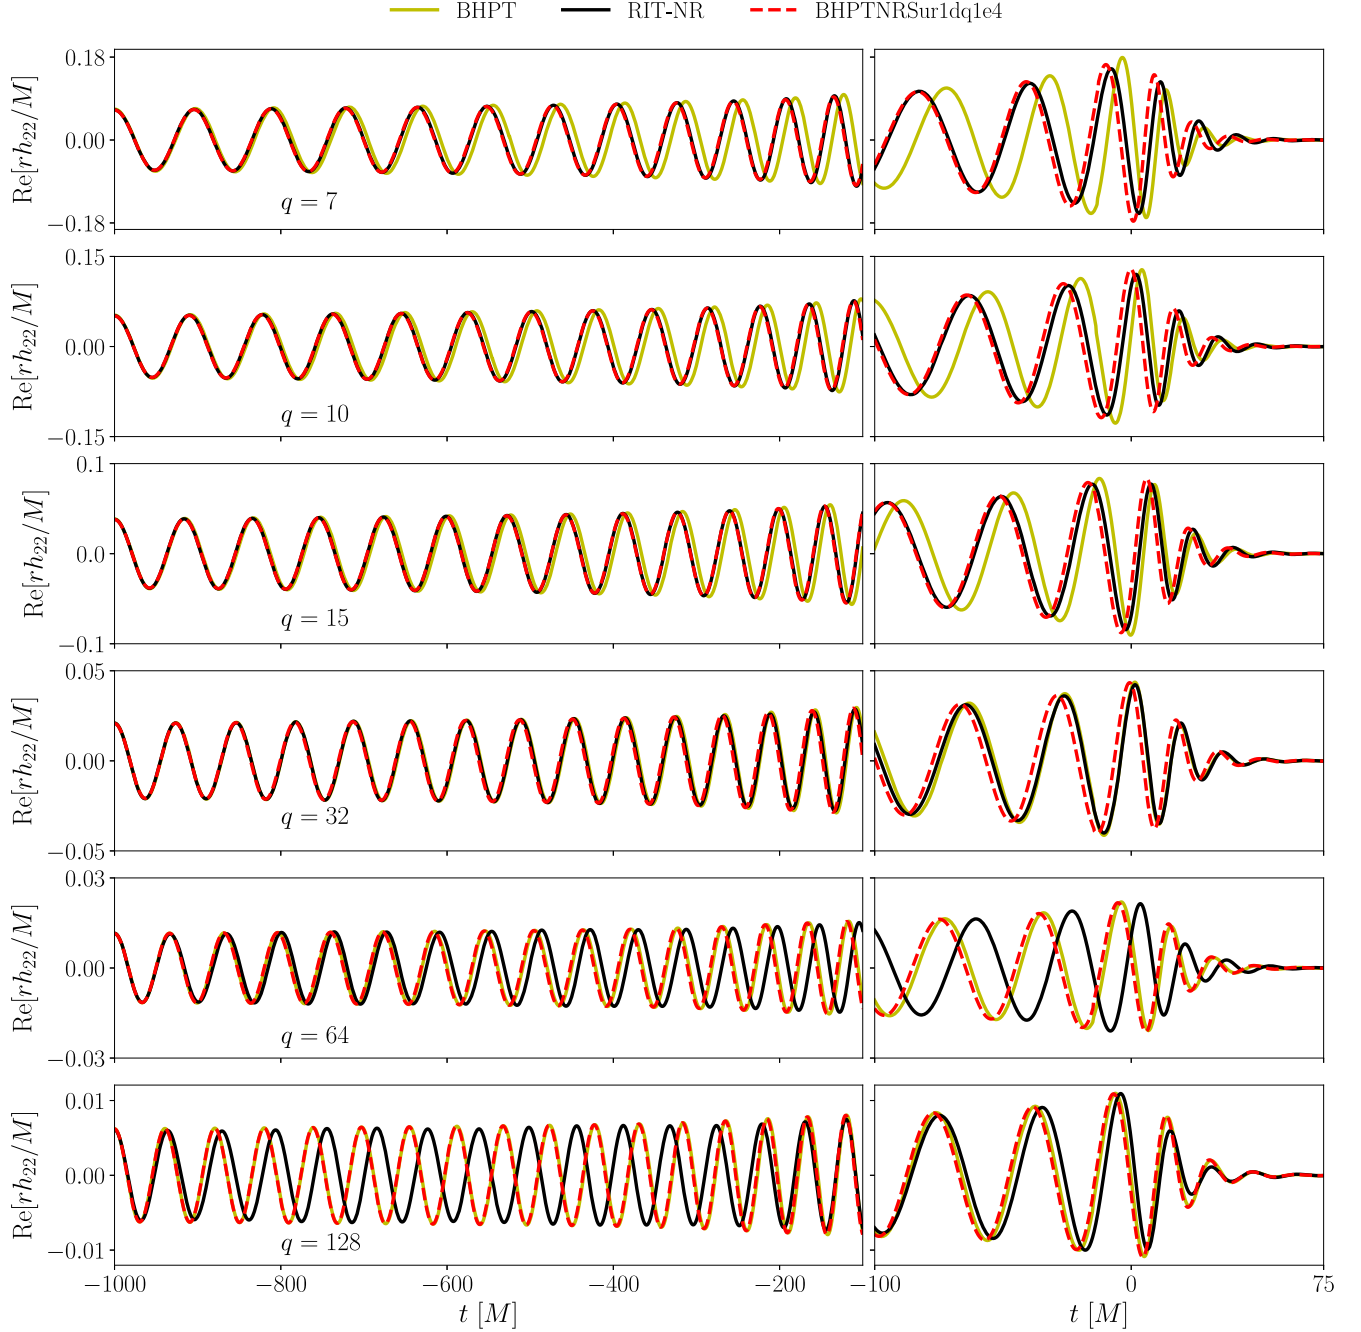 BHPT RIT-NR BHPTNRSur1dq1e4
0.18
0.00
−0.18
Re[rh₂₂/M]
q = 7
0.15
0.00
−0.15
Re[rh₂₂/M]
q = 10
0.1
0.0
−0.1
Re[rh₂₂/M]
q = 15
0.05
0.00
−0.05
Re[rh₂₂/M]
q = 32
0.03
0.00
−0.03
Re[rh₂₂/M]
q = 64
0.01
0.00
−0.01
Re[rh₂₂/M]
q = 128
−1000 −800 −600 −400 −200 −100 0 75
t [M] t [M]